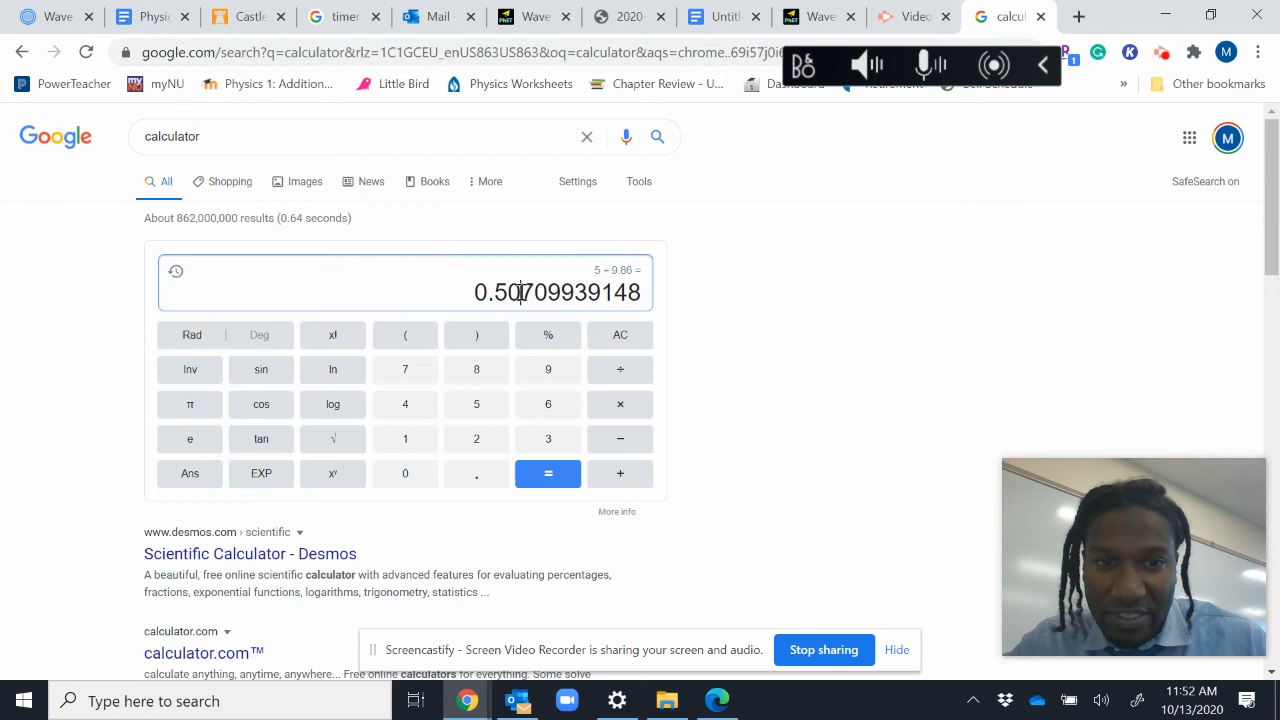 Wave
Physic
Castle
timer
Mail -
Wave
2020-
Untitl
Wave
Video
calcul
google.com/search?q=calculator&rlz=1C1GCEU_enUS863US863&oq=calculator&aqs=chrome..69i57j0i6
PowerTeacher
myNU
Physics 1: Addition...
Little Bird
Physics Worksheets
Chapter Review - U...
» Other bookmarks
Google
calculator
M
All
Shopping
Images
News
Books
More
Settings
Tools
SafeSearch on
About 862,000,000 results (0.64 seconds)
5 ÷ 9.86 =
0.50709939148
Rad | Deg x! ( ) % AC
Inv sin ln 7 8 9 ÷
π cos log 4 5 6 ×
e tan √ 1 2 3 −
Ans EXP xʸ 0 . = +
More info
www.desmos.com › scientific
Scientific Calculator - Desmos
A beautiful, free online scientific calculator with advanced features for evaluating percentages,
fractions, exponential functions, logarithms, trigonometry, statistics ...
calculator.com
calculator.com™
calculate anything, anytime, anywhere... Free online calculators for everything. Some solve
Screencastify - Screen Video Recorder is sharing your screen and audio.
Stop sharing
Hide
Type here to search
11:52 AM
10/13/2020